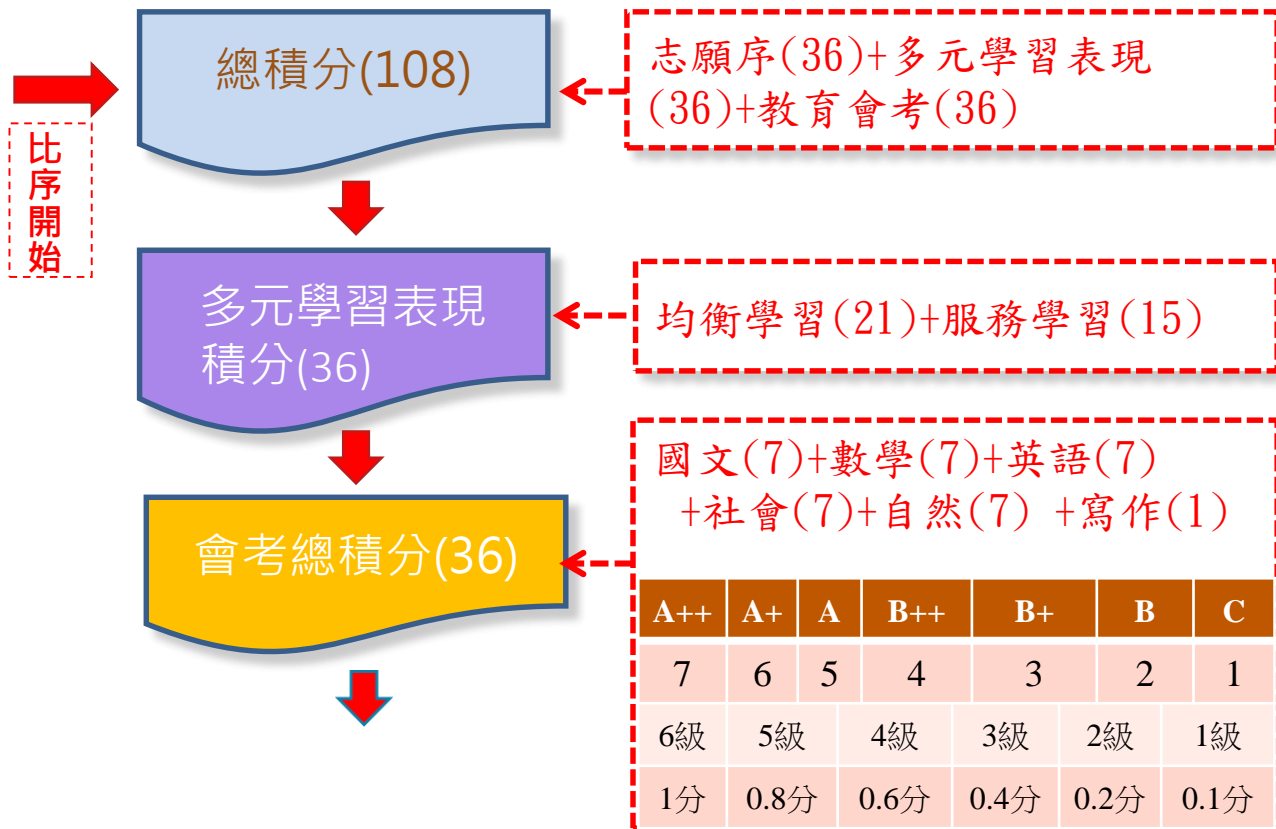 比序開始
總積分(108)
志願序(36)+多元學習表現
(36)+教育會考(36)
多元學習表現
積分(36)
均衡學習(21)+服務學習(15)
會考總積分(36)
國文(7)+數學(7)+英語(7)
+社會(7)+自然(7) +寫作(1)
A++ A+ A B++ B+ B C
7 6 5 4 3 2 1
6級 5級 4級 3級 2級 1級
1分 0.8分 0.6分 0.4分 0.2分 0.1分